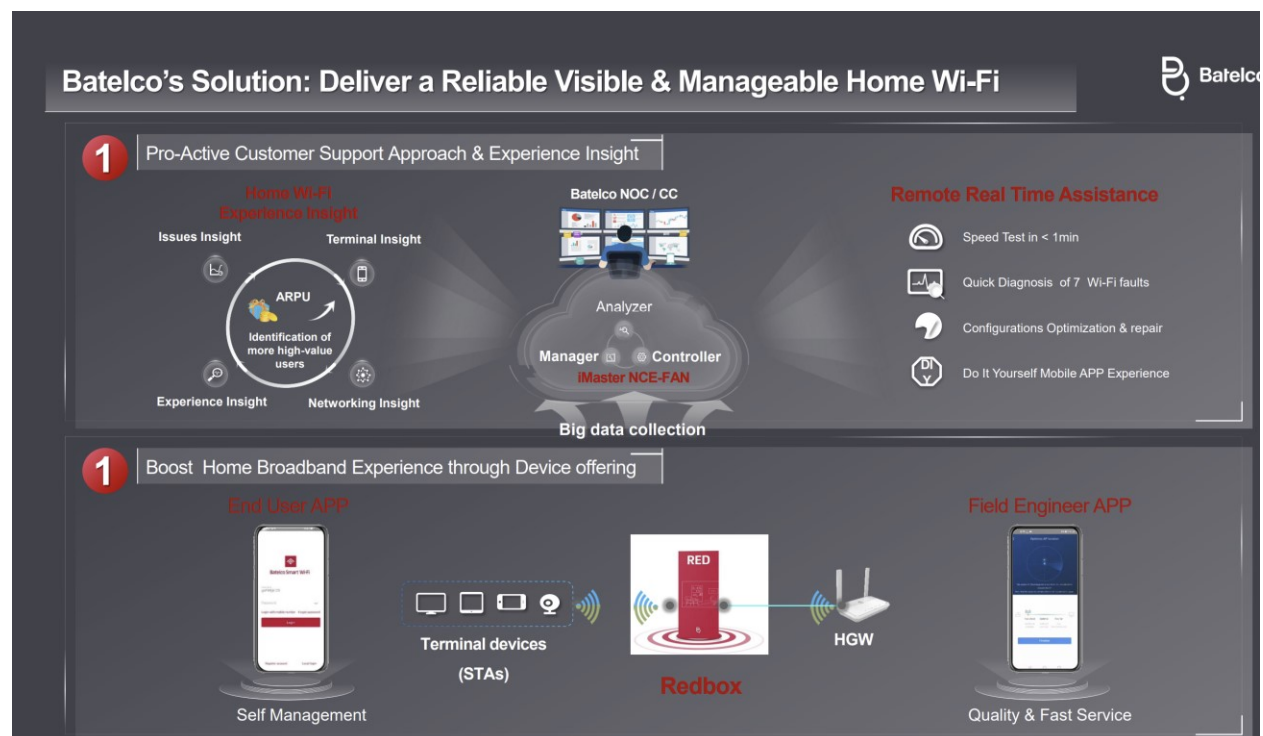 Batelco's Solution: Deliver a Reliable Visible & Manageable Home Wi-Fi
Batelco
1
Pro-Active Customer Support Approach & Experience Insight
Home Wi-Fi
Experience Insight
Issues Insight
Terminal Insight
ARPU
Identification of
more high-value
users
Experience Insight
Networking Insight
Batelco NOC / CC
Analyzer
Manager
Controller
iMaster NCE-FAN
Big data collection
Remote Real Time Assistance
Speed Test in < 1min
Quick Diagnosis of 7 Wi-Fi faults
Configurations Optimization & repair
DI
Y
Do It Yourself Mobile APP Experience
1
Boost Home Broadband Experience through Device offering
End User APP
Batelco Smart Wi-Fi
Self Management
Terminal devices
(STAs)
RED
Redbox
HGW
Field Engineer APP
Quality & Fast Service